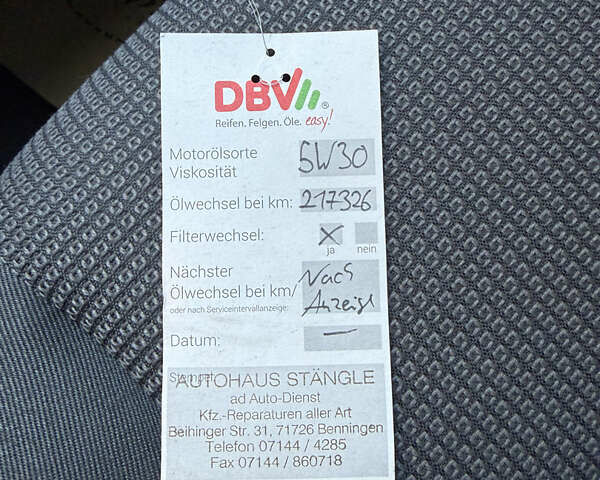 DBV®
Reifen. Felgen. Öle. easy!
Motorölsorte
Viskosität 5W30
Ölwechsel bei km: 217326
Filterwechsel: X
ja nein
Nächster Nach
Ölwechsel bei km/ Anzeige
oder nach Serviceintervallanzeige:
Datum: —
Stempel:
AUTOHAUS STÄNGLE
ad Auto-Dienst
Kfz.-Reparaturen aller Art
Beihinger Str. 31, 71726 Benningen
Telefon 07144 / 4285
Fax 07144 / 860718